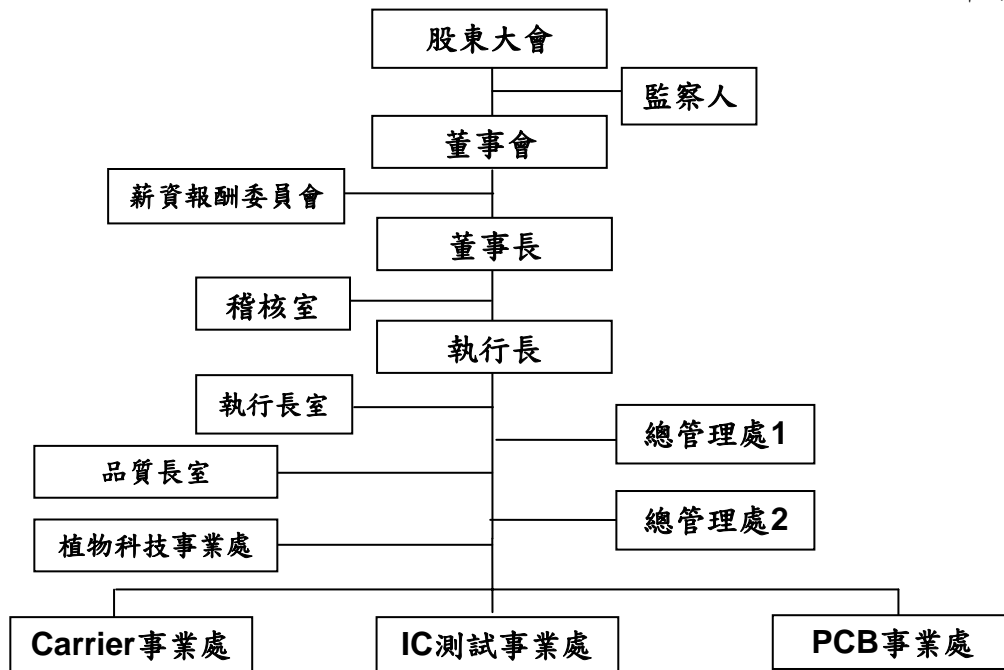 股東大會
監察人
董事會
薪資報酬委員會
董事長
稽核室
執行長
執行長室
總管理處1
品質長室
總管理處2
植物科技事業處
Carrier事業處
IC測試事業處
PCB事業處